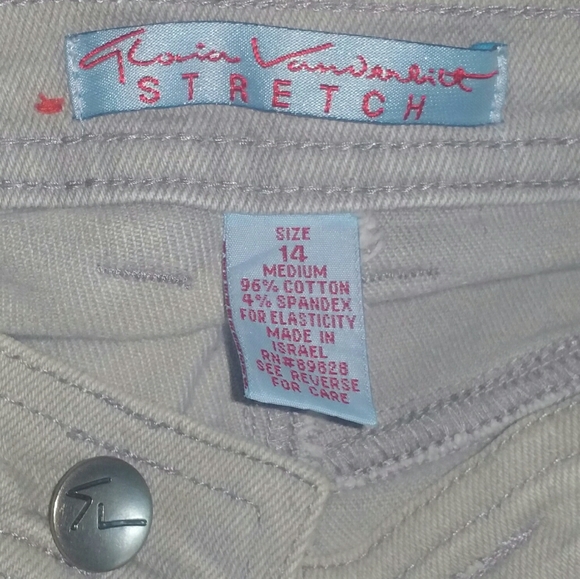 Gloria Vanderbilt
STRETCH
SIZE
14
MEDIUM
96% COTTON
4% SPANDEX
FOR ELASTICITY
MADE IN
ISRAEL
RN#89828
SEE REVERSE
FOR CARE